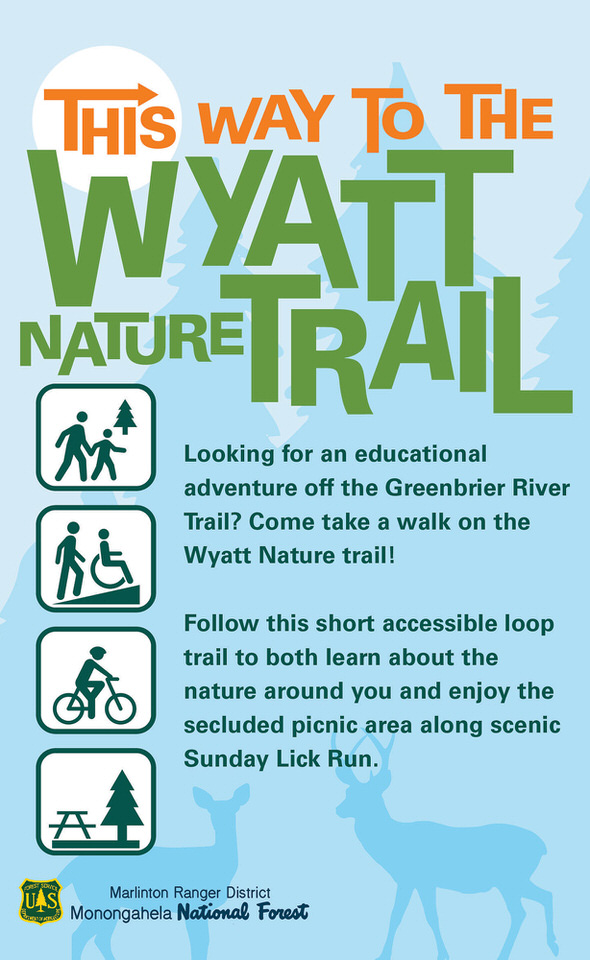 THIS WAY TO THE
WYATT
NATURE TRAIL
Looking for an educational
adventure off the Greenbrier River
Trail? Come take a walk on the
Wyatt Nature trail!
Follow this short accessible loop
trail to both learn about the
nature around you and enjoy the
secluded picnic area along scenic
Sunday Lick Run.
FOREST SERVICE
U S
DEPARTMENT OF AGRICULTURE
Marlinton Ranger District
Monongahela National Forest